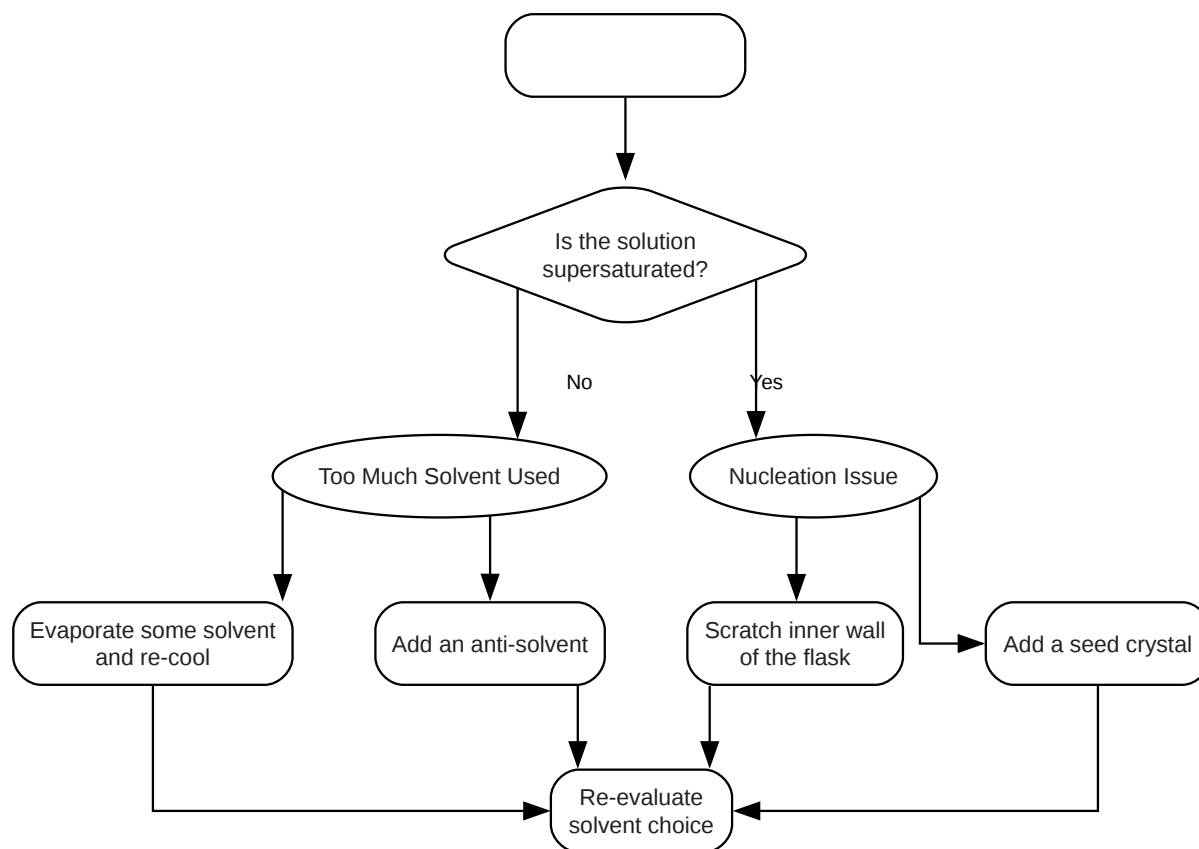 Is the solution
supersaturated?
No
Yes
Too Much Solvent Used
Nucleation Issue
Evaporate some solvent
and re-cool
Add an anti-solvent
Scratch inner wall
of the flask
Add a seed crystal
Re-evaluate
solvent choice